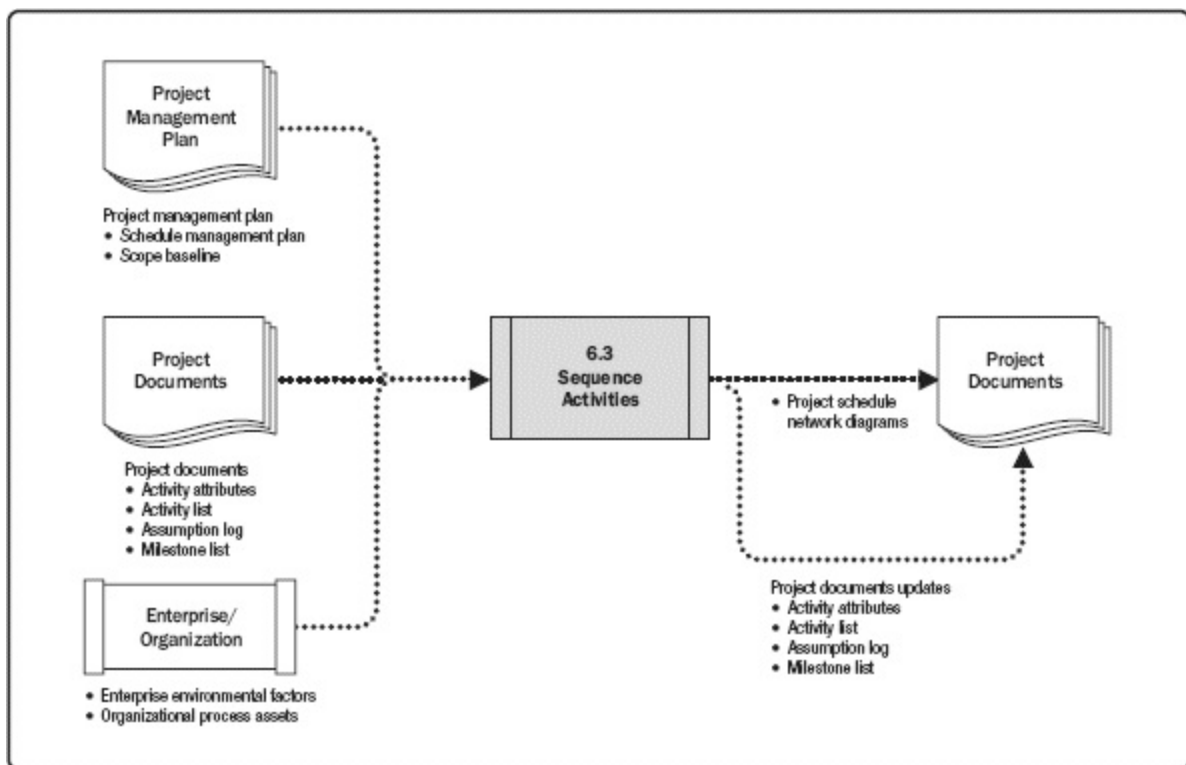 Project
Management
Plan
Project management plan
• Schedule management plan
• Scope baseline
Project
Documents
Project documents
• Activity attributes
• Activity list
• Assumption log
• Milestone list
Enterprise/
Organization
• Enterprise environmental factors
• Organizational process assets
6.3
Sequence
Activities
• Project schedule
network diagrams
Project
Documents
Project documents updates
• Activity attributes
• Activity list
• Assumption log
• Milestone list